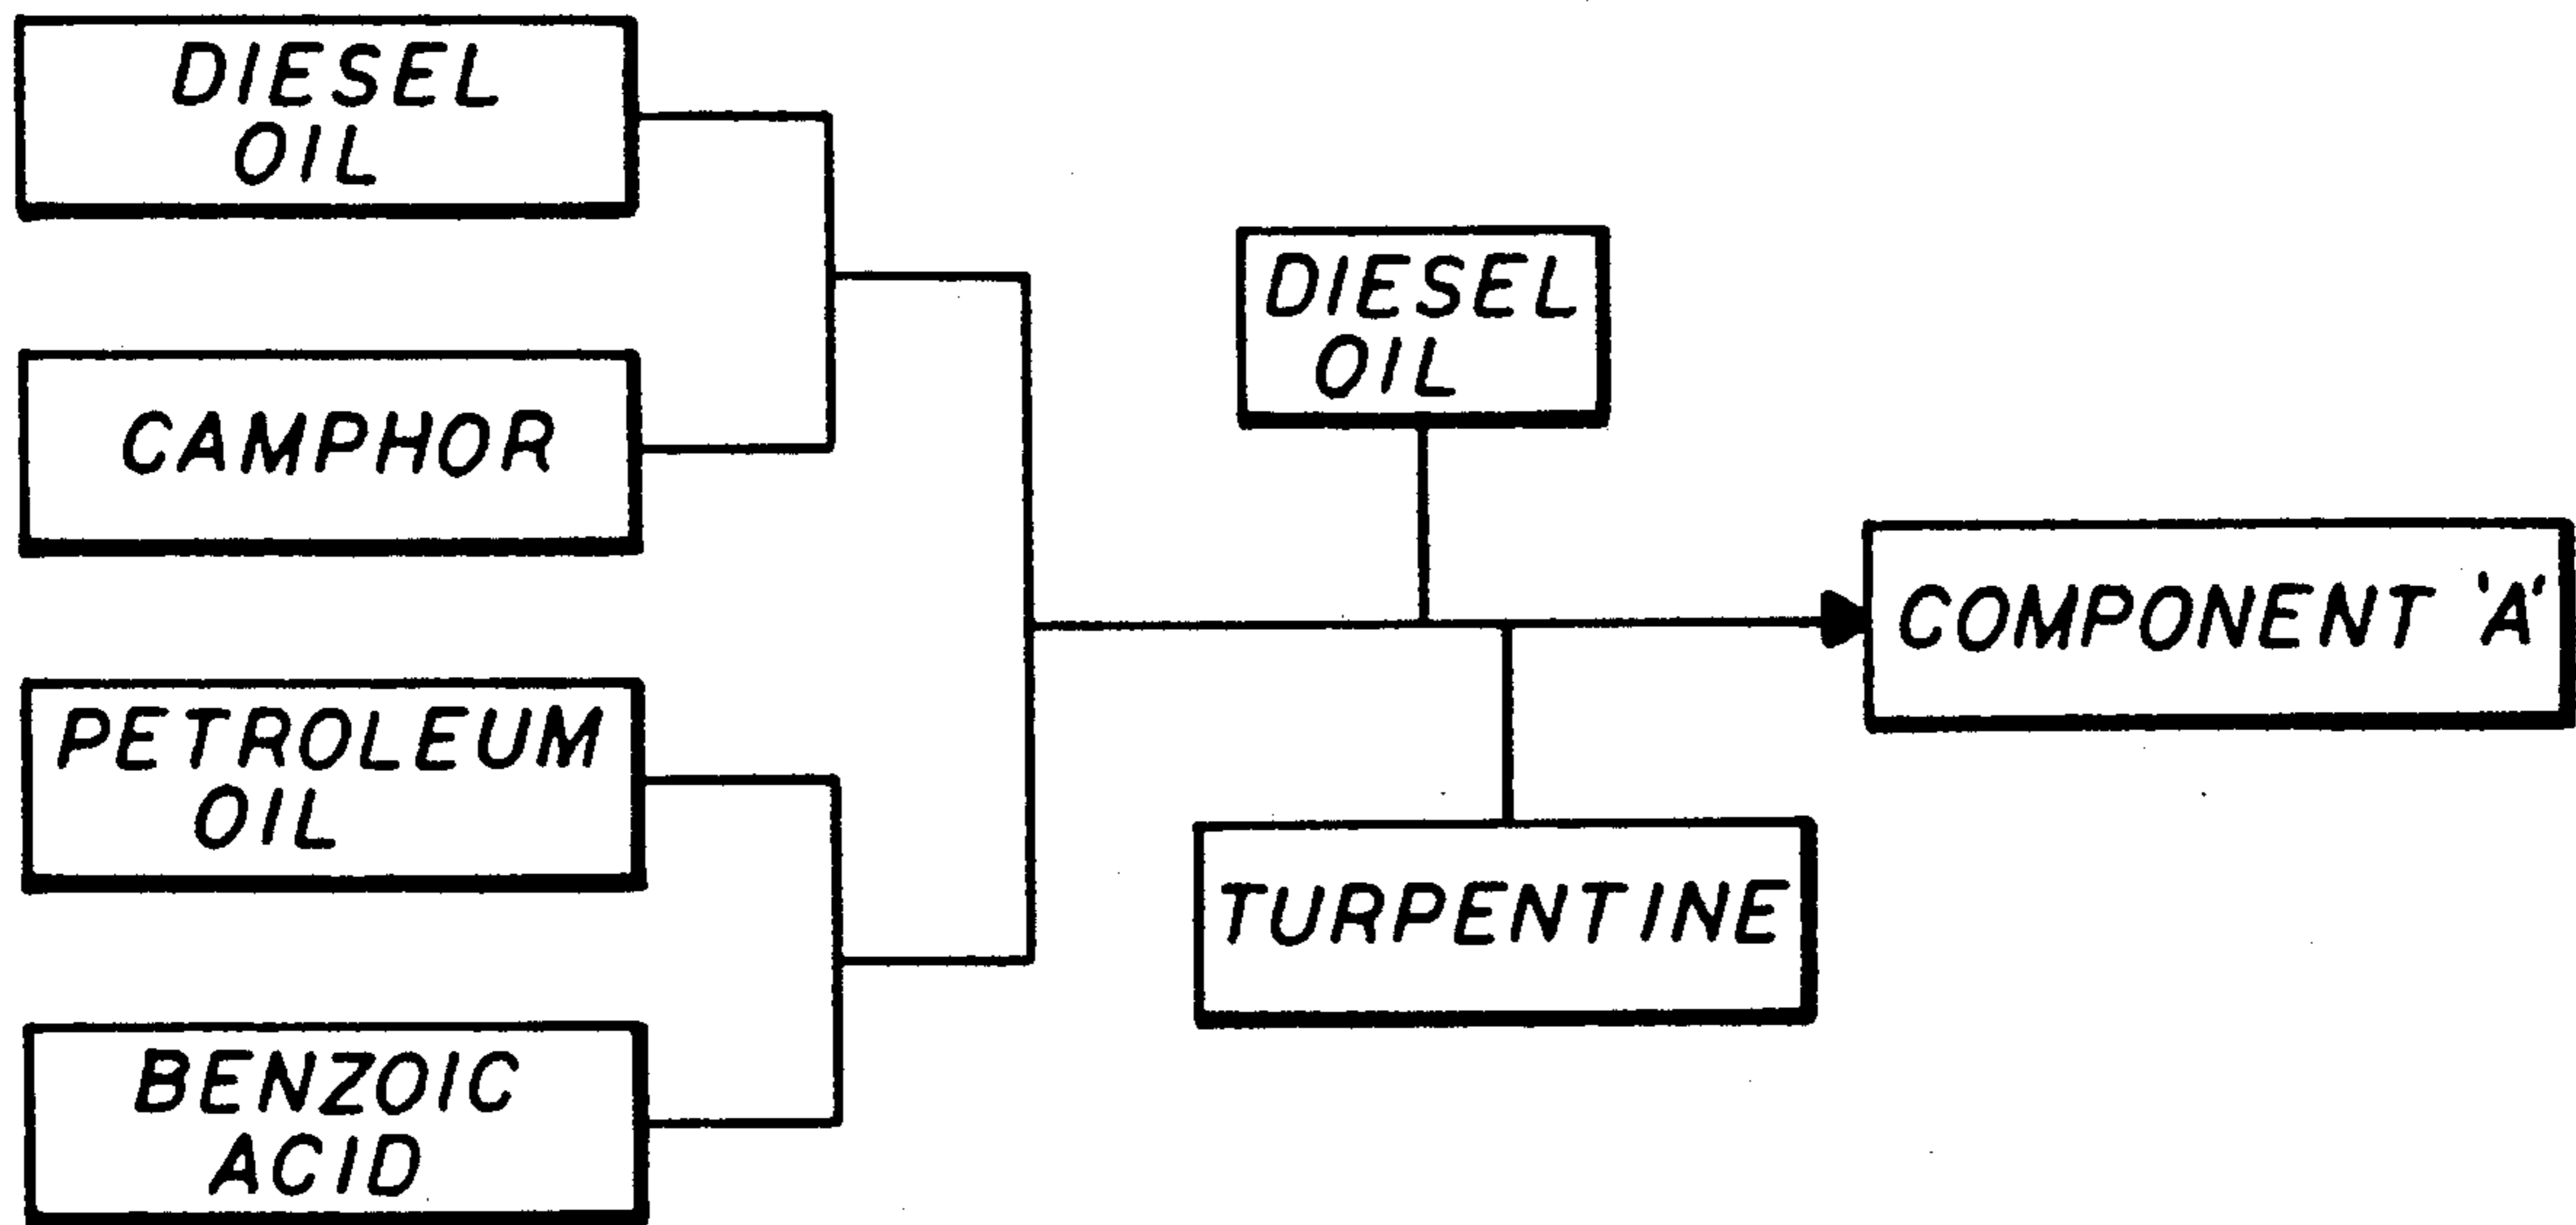 DIESEL
OIL
CAMPHOR
PETROLEUM
OIL
BENZOIC
ACID
DIESEL
OIL
TURPENTINE
COMPONENT 'A'